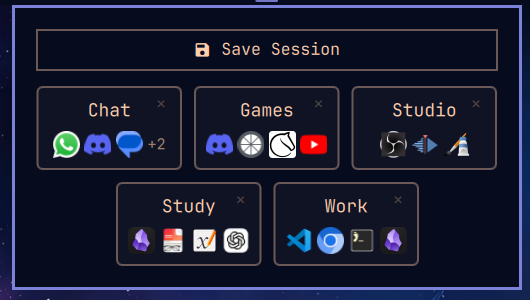 Save Session
Chat ×
+2
Games ×
Studio ×
Study ×
Work ×